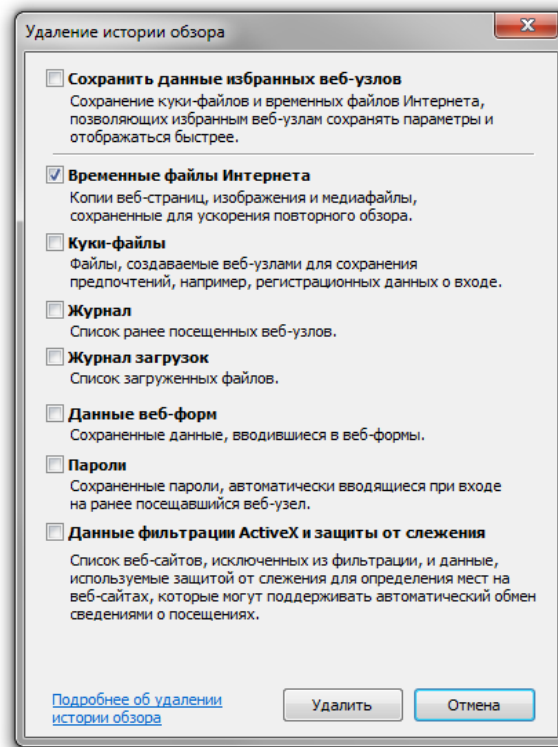 Удаление истории обзора
Сохранить данные избранных веб-узлов
Сохранение куки-файлов и временных файлов Интернета,
позволяющих избранным веб-узлам сохранять параметры и
отображаться быстрее.
Временные файлы Интернета
Копии веб-страниц, изображения и медиафайлы,
сохраненные для ускорения повторного обзора.
Куки-файлы
Файлы, создаваемые веб-узлами для сохранения
предпочтений, например, регистрационных данных о входе.
Журнал
Список ранее посещенных веб-узлов.
Журнал загрузок
Список загруженных файлов.
Данные веб-форм
Сохраненные данные, вводившиеся в веб-формы.
Пароли
Сохраненные пароли, автоматически вводящиеся при входе
на ранее посещавшийся веб-узел.
Данные фильтрации ActiveX и защиты от слежения
Список веб-сайтов, исключенных из фильтрации, и данные,
используемые защитой от слежения для определения мест на
веб-сайтах, которые могут поддерживать автоматический обмен
сведениями о посещениях.
Подробнее об удалении
истории обзора
Удалить
Отмена